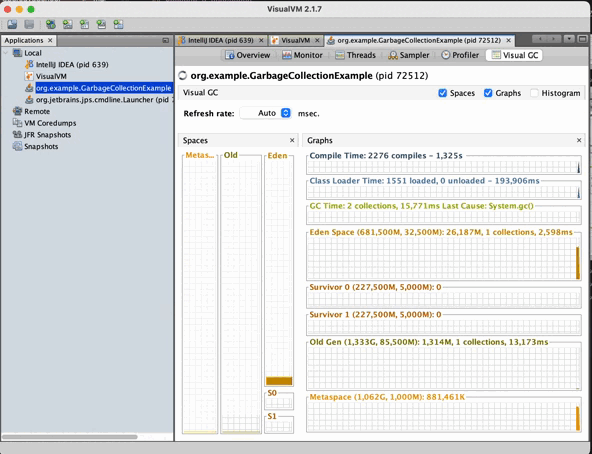 VisualVM 2.1.7
Applications ×
IntelliJ IDEA (pid 639) ×
VisualVM ×
org.example.GarbageCollectionExample (pid 72512) ×
Local
IntelliJ IDEA (pid 639)
VisualVM
org.example.GarbageCollectionExample
org.jetbrains.jps.cmdline.Launcher (pid 7
Remote
VM Coredumps
JFR Snapshots
Snapshots
Overview Monitor Threads Sampler Profiler Visual GC
org.example.GarbageCollectionExample (pid 72512)
Visual GC Spaces Graphs Histogram
Refresh rate: Auto msec.
Spaces ×
Metas... Old Eden
S0
S1
Graphs ×
Compile Time: 2276 compiles - 1,325s
Class Loader Time: 1551 loaded, 0 unloaded - 193,906ms
GC Time: 2 collections, 15,771ms Last Cause: System.gc()
Eden Space (681,500M, 32,500M): 26,187M, 1 collections, 2,598ms
Survivor 0 (227,500M, 5,000M): 0
Survivor 1 (227,500M, 5,000M): 0
Old Gen (1,333G, 85,500M): 1,314M, 1 collections, 13,173ms
Metaspace (1,062G, 1,000M): 881,461K